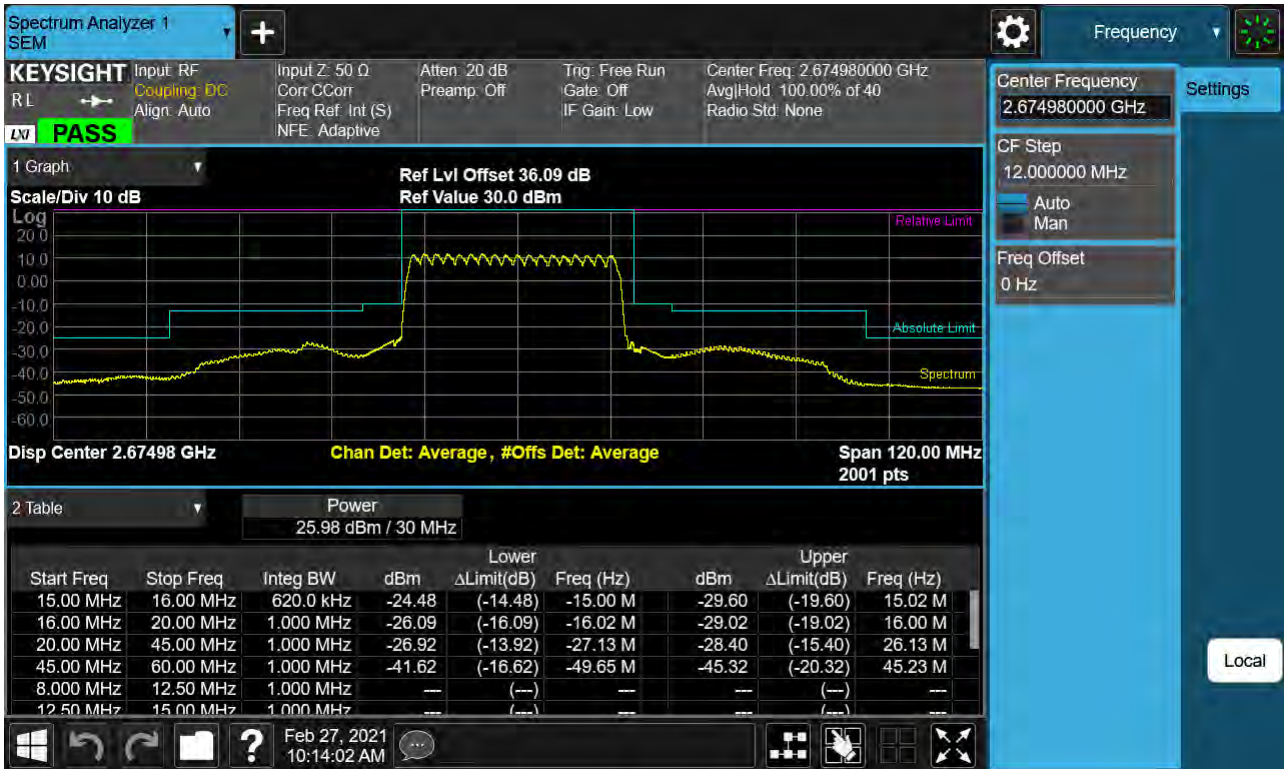 Spectrum Analyzer 1
SEM
Frequency
KEYSIGHT
R L
LXI PASS
Input: RF
Coupling: DC
Align: Auto
Input Z: 50 Ω
Corr CCorr
Freq Ref: Int (S)
NFE: Adaptive
Atten: 20 dB
Preamp: Off
Trig: Free Run
Gate: Off
IF Gain: Low
Center Freq: 2.674980000 GHz
Avg|Hold: 100.00% of 40
Radio Std: None
Center Frequency
2.674980000 GHz
Settings
CF Step
12.000000 MHz
Auto
Man
Freq Offset
0 Hz
Local
1 Graph
Scale/Div 10 dB
Ref Lvl Offset 36.09 dB
Ref Value 30.0 dBm
Log
20.0
10.0
0.00
-10.0
-20.0
-30.0
-40.0
-50.0
-60.0
Relative Limit
Absolute Limit
Spectrum
Disp Center 2.67498 GHz
Chan Det: Average, #Offs Det: Average
Span 120.00 MHz
2001 pts
2 Table
Power
25.98 dBm / 30 MHz
Lower Upper
Start Freq Stop Freq Integ BW dBm ΔLimit(dB) Freq (Hz) dBm ΔLimit(dB) Freq (Hz)
15.00 MHz 16.00 MHz 620.0 kHz -24.48 (-14.48) -15.00 M -29.60 (-19.60) 15.02 M
16.00 MHz 20.00 MHz 1.000 MHz -26.09 (-16.09) -16.02 M -29.02 (-19.02) 16.00 M
20.00 MHz 45.00 MHz 1.000 MHz -26.92 (-13.92) -27.13 M -28.40 (-15.40) 26.13 M
45.00 MHz 60.00 MHz 1.000 MHz -41.62 (-16.62) -49.65 M -45.32 (-20.32) 45.23 M
8.000 MHz 12.50 MHz 1.000 MHz --- (---) --- --- (---) ---
12.50 MHz 15.00 MHz 1.000 MHz --- (---) --- --- (---) ---
Feb 27, 2021
10:14:02 AM